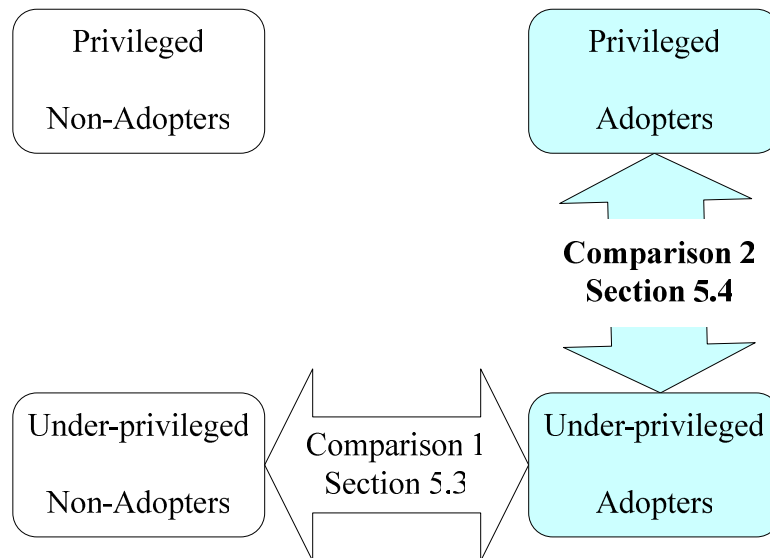 Privileged
Non-Adopters
Privileged
Adopters
Comparison 2
Section 5.4
Under-privileged
Non-Adopters
Comparison 1
Section 5.3
Under-privileged
Adopters